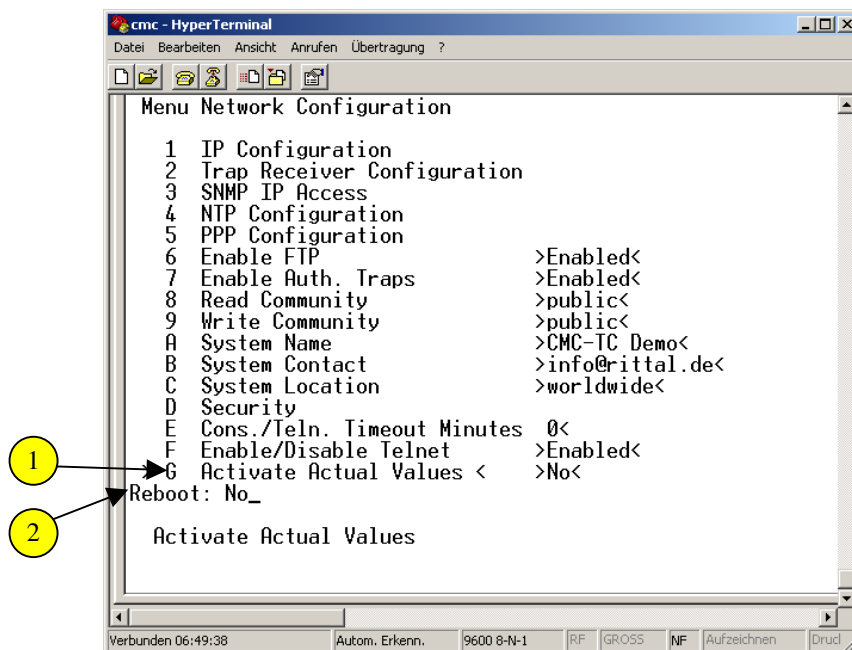 cmc - HyperTerminal
Datei Bearbeiten Ansicht Anrufen Übertragung ?
Menu Network Configuration
1 IP Configuration
2 Trap Receiver Configuration
3 SNMP IP Access
4 NTP Configuration
5 PPP Configuration
6 Enable FTP >Enabled<
7 Enable Auth. Traps >Enabled<
8 Read Community >public<
9 Write Community >public<
A System Name >CMC-TC Demo<
B System Contact >info@rittal.de<
C System Location >worldwide<
D Security
E Cons./Teln. Timeout Minutes 0<
F Enable/Disable Telnet >Enabled<
1
G Activate Actual Values < >No<
2
Reboot: No_
Activate Actual Values
Verbunden 06:49:38 Autom. Erkenn. 9600 8-N-1 RF GROSS NF Aufzeichnen Druc